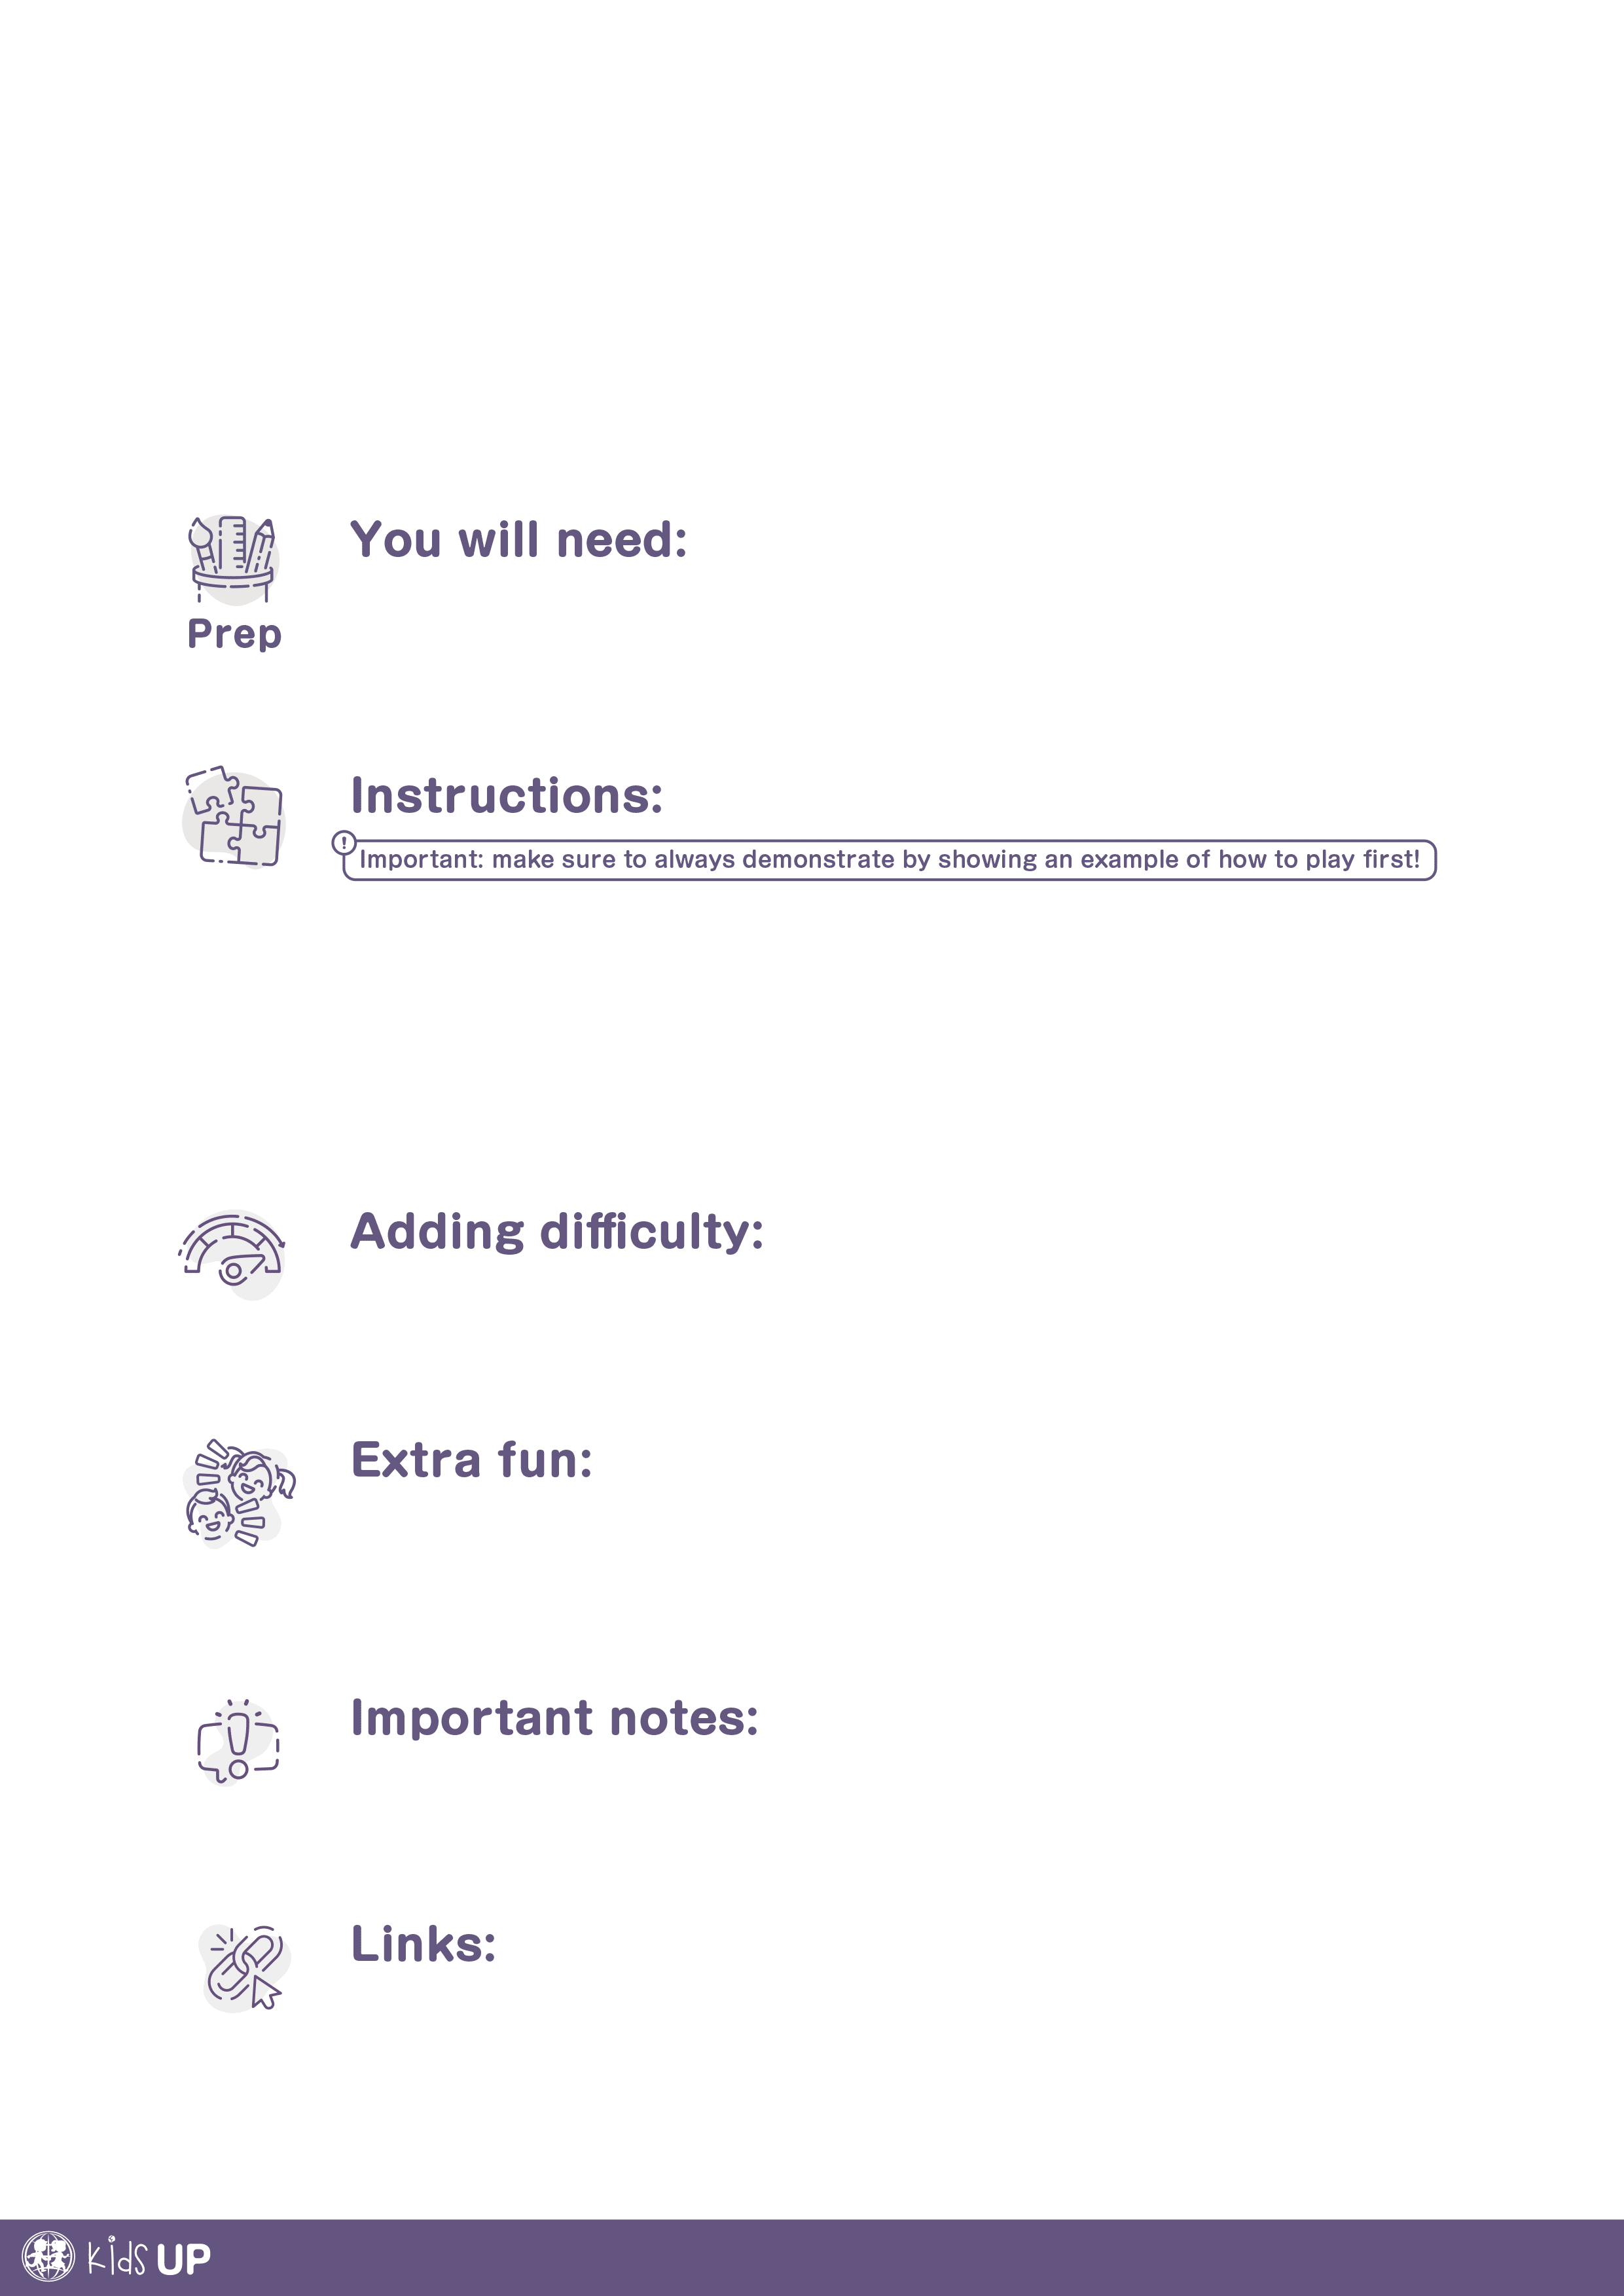 You will need:
Prep
Instructions:
! Important: make sure to always demonstrate by showing an example of how to play first!
Adding difficulty:
Extra fun:
Important notes:
Links:
kids UP